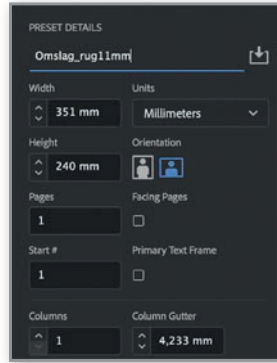 PRESET DETAILS
Omslag_rug11mm
Width Units
351 mm Millimeters
Height Orientation
240 mm
Pages Facing Pages
1
Start # Primary Text Frame
1
Columns Column Gutter
1 4,233 mm